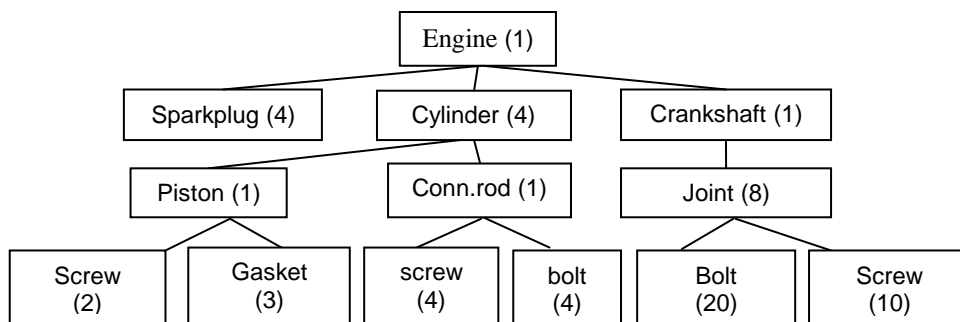 Engine (1)
Sparkplug (4)
Cylinder (4)
Crankshaft (1)
Piston (1)
Conn.rod (1)
Joint (8)
Screw
(2)
Gasket
(3)
screw
(4)
bolt
(4)
Bolt
(20)
Screw
(10)